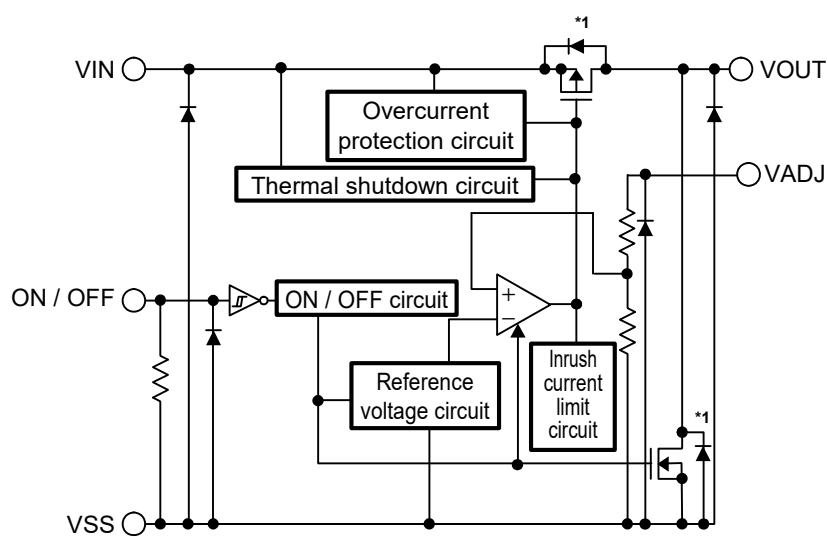 *1
VIN
VOUT
Overcurrent
protection circuit
Thermal shutdown circuit
VADJ
ON / OFF
ON / OFF circuit
+
−
Reference
voltage circuit
Inrush
current
limit
circuit
*1
VSS